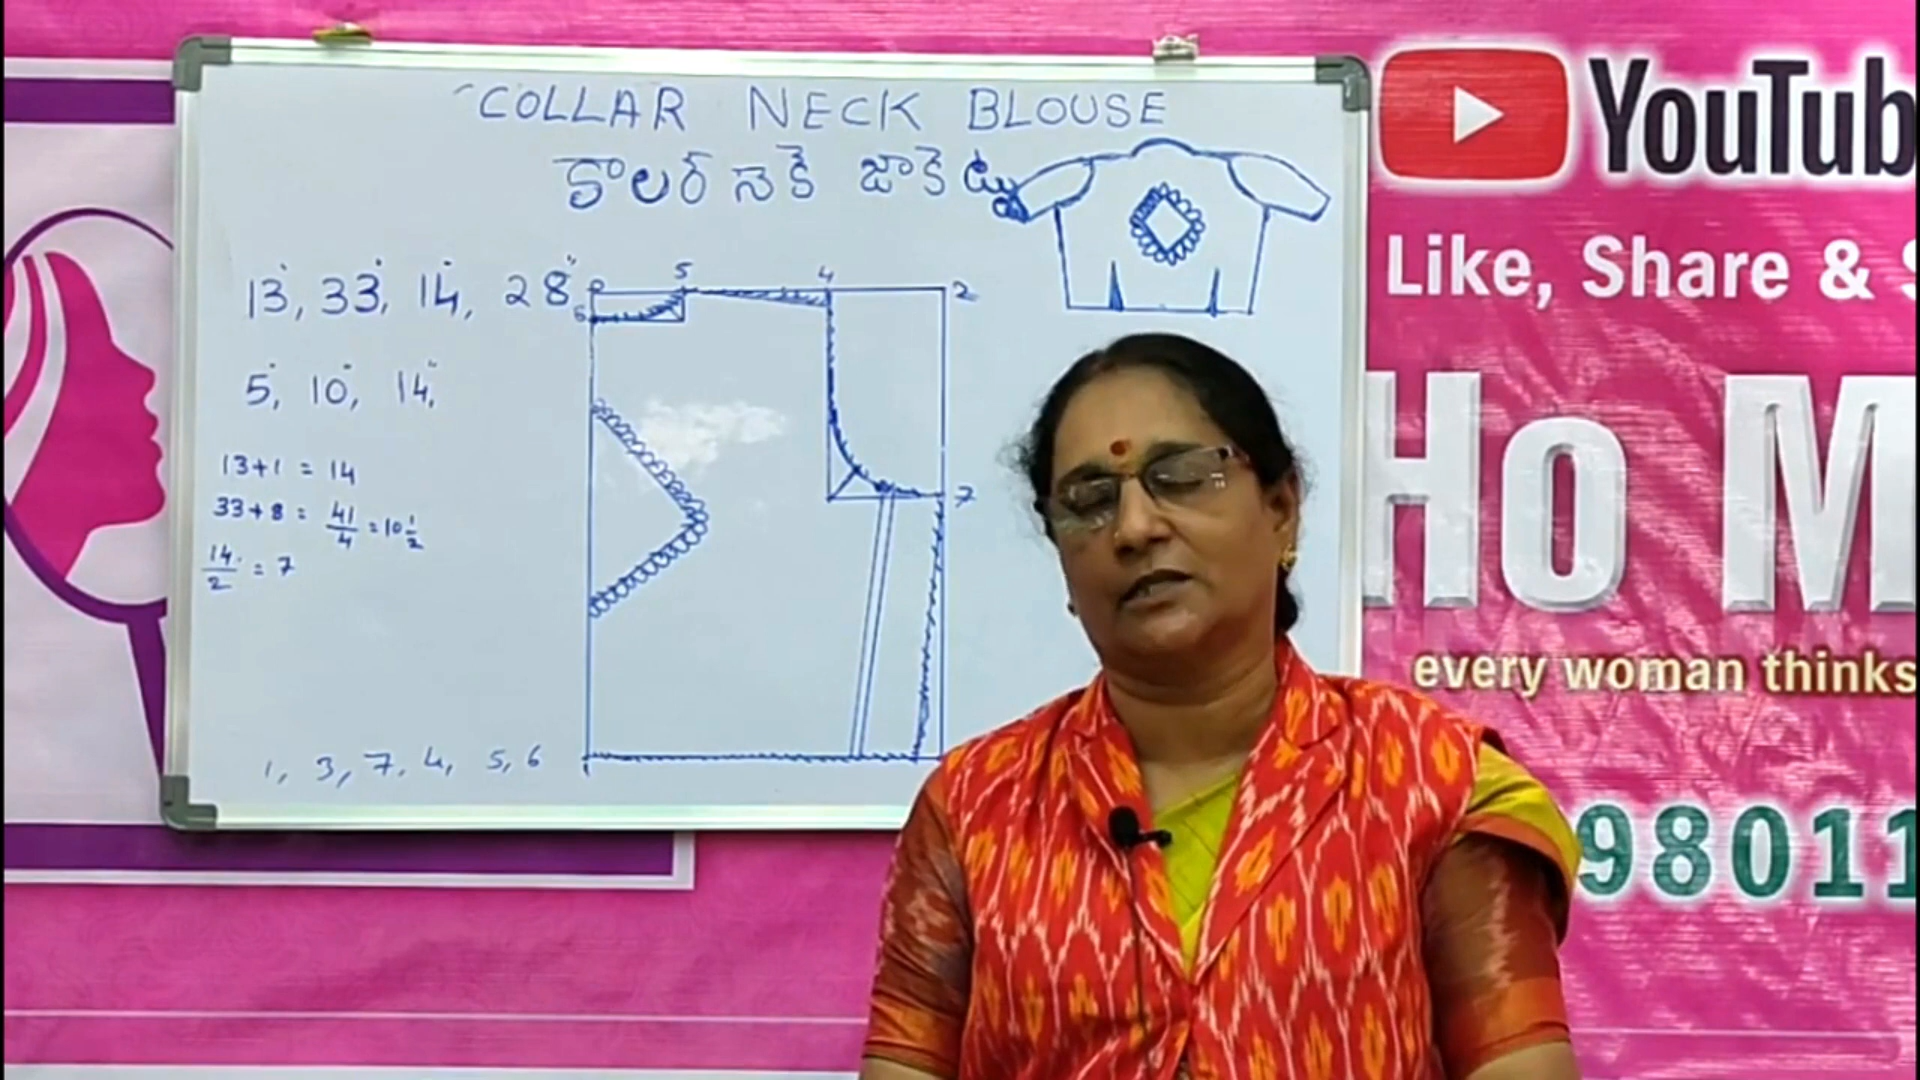 COLLAR NECK BLOUSE
కాలర్ నెక్ జాకెట్టు
13", 33", 14", 28"
5", 10", 14"
13+1 = 14
33+8 = 41/4 = 10 1/2
14/2 = 7
1, 3, 7, 4, 5, 6
5 4 2
6
7
YouTub
Like, Share & S
Ho M
every woman thinks
98011